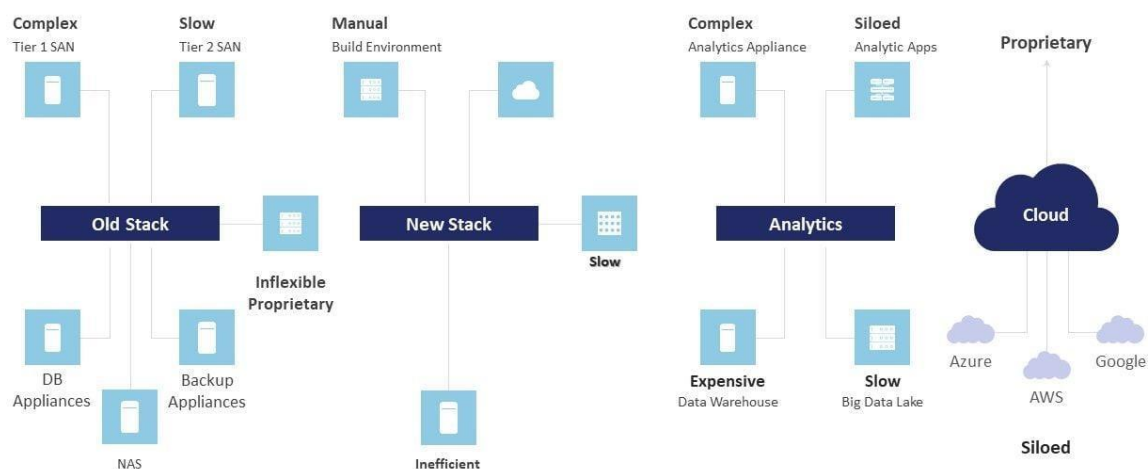 Complex
Tier 1 SAN
Slow
Tier 2 SAN
Old Stack
Inflexible
Proprietary
DB
Appliances
Backup
Appliances
NAS
Manual
Build Environment
New Stack
Slow
Inefficient
Complex
Analytics Appliance
Siloed
Analytic Apps
Analytics
Expensive
Data Warehouse
Slow
Big Data Lake
Proprietary
Cloud
Azure
AWS
Google
Siloed